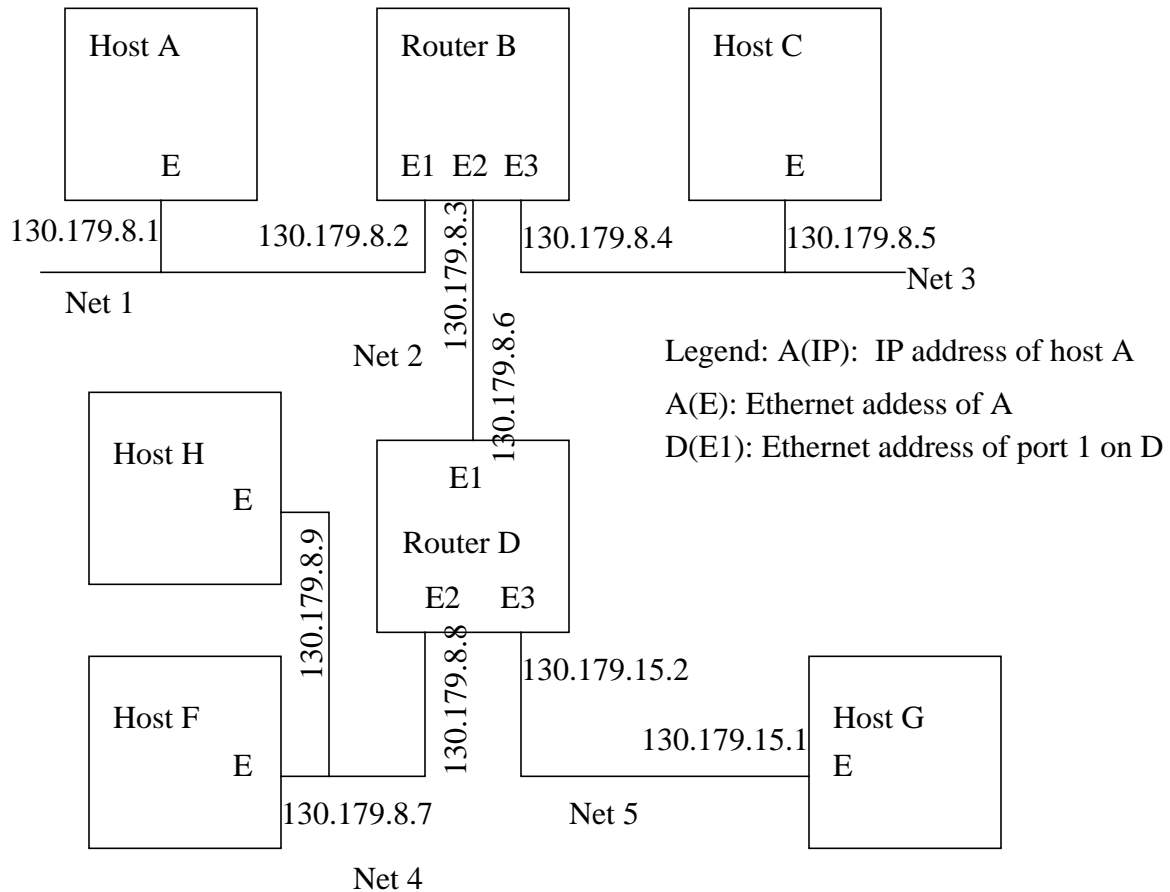 Host A
Router B
Host C
E
E1 E2 E3
E
130.179.8.1
130.179.8.2
130.179.8.3
130.179.8.4
130.179.8.5
Net 1
Net 3
Net 2
130.179.8.6
Legend: A(IP): IP address of host A
A(E): Ethernet addess of A
D(E1): Ethernet address of port 1 on D
Host H
E
E1
Router D
E2 E3
130.179.8.9
130.179.8.8
130.179.15.2
Host F
E
130.179.8.7
Host G
130.179.15.1
E
Net 5
Net 4